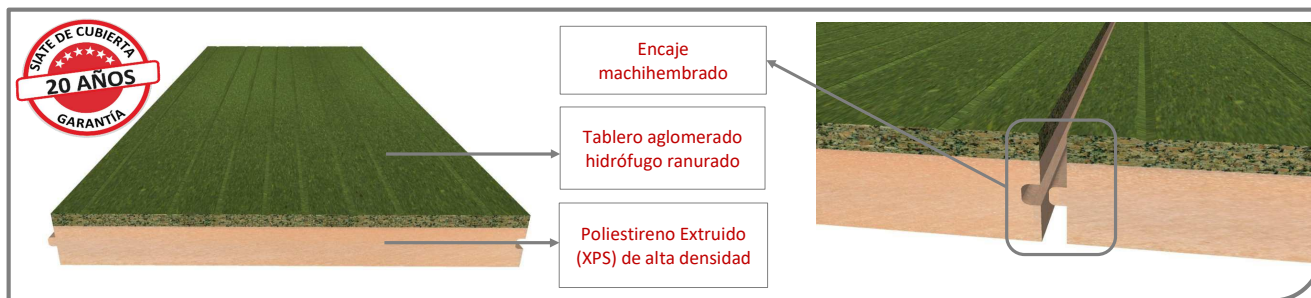 SIATE DE CUBIERTA
20 AÑOS
GARANTÍA
Encaje
machihembrado
Tablero aglomerado
hidrófugo ranurado
Poliestireno Extruido
(XPS) de alta densidad